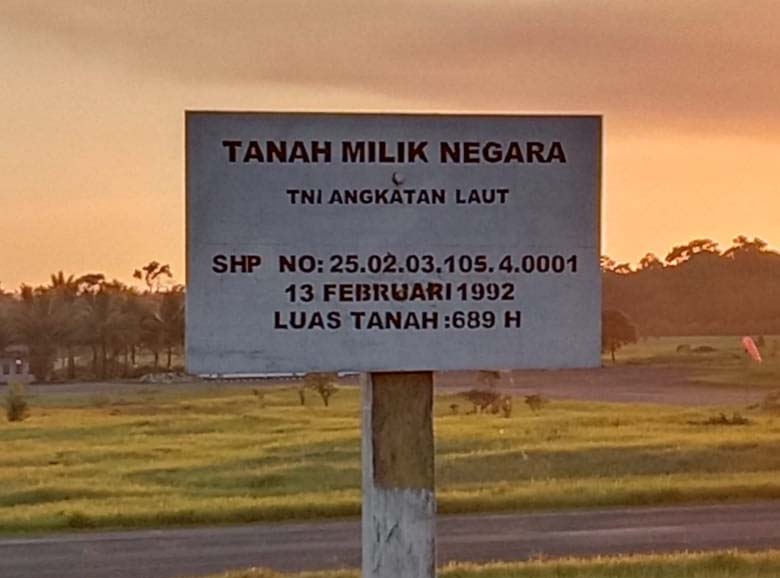 TANAH MILIK NEGARA
TNI ANGKATAN LAUT
SHP NO: 25.02.03.105.4.0001
13 FEBRUARI 1992
LUAS TANAH :689 H